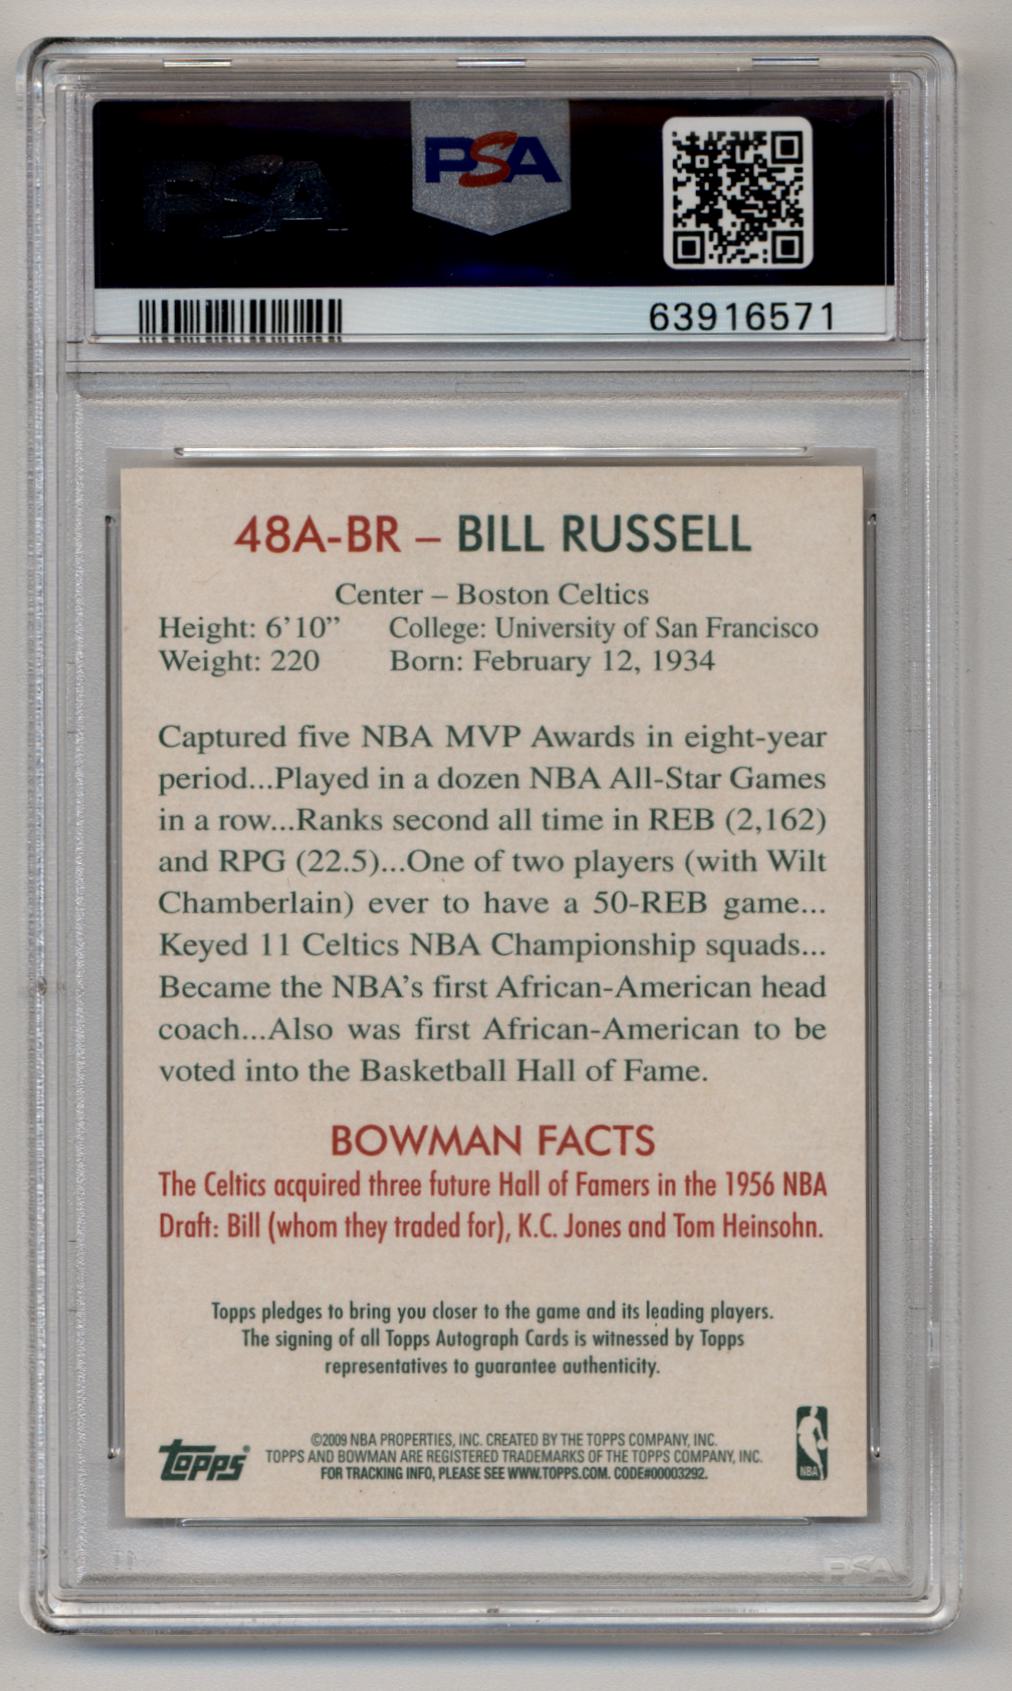 PSA
PSA
63916571
48A-BR – BILL RUSSELL
Center – Boston Celtics
Height: 6’10” College: University of San Francisco
Weight: 220 Born: February 12, 1934
Captured five NBA MVP Awards in eight-year
period...Played in a dozen NBA All-Star Games
in a row...Ranks second all time in REB (2,162)
and RPG (22.5)...One of two players (with Wilt
Chamberlain) ever to have a 50-REB game...
Keyed 11 Celtics NBA Championship squads...
Became the NBA’s first African-American head
coach...Also was first African-American to be
voted into the Basketball Hall of Fame.
BOWMAN FACTS
The Celtics acquired three future Hall of Famers in the 1956 NBA
Draft: Bill (whom they traded for), K.C. Jones and Tom Heinsohn.
Topps pledges to bring you closer to the game and its leading players.
The signing of all Topps Autograph Cards is witnessed by Topps
representatives to guarantee authenticity.
topps®
©2009 NBA PROPERTIES, INC. CREATED BY THE TOPPS COMPANY, INC.
TOPPS AND BOWMAN ARE REGISTERED TRADEMARKS OF THE TOPPS COMPANY, INC.
FOR TRACKING INFO, PLEASE SEE WWW.TOPPS.COM. CODE#00003292.
NBA
PSA